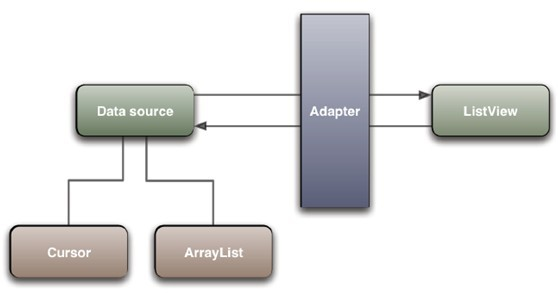 Data source
Adapter
ListView
Cursor
ArrayList